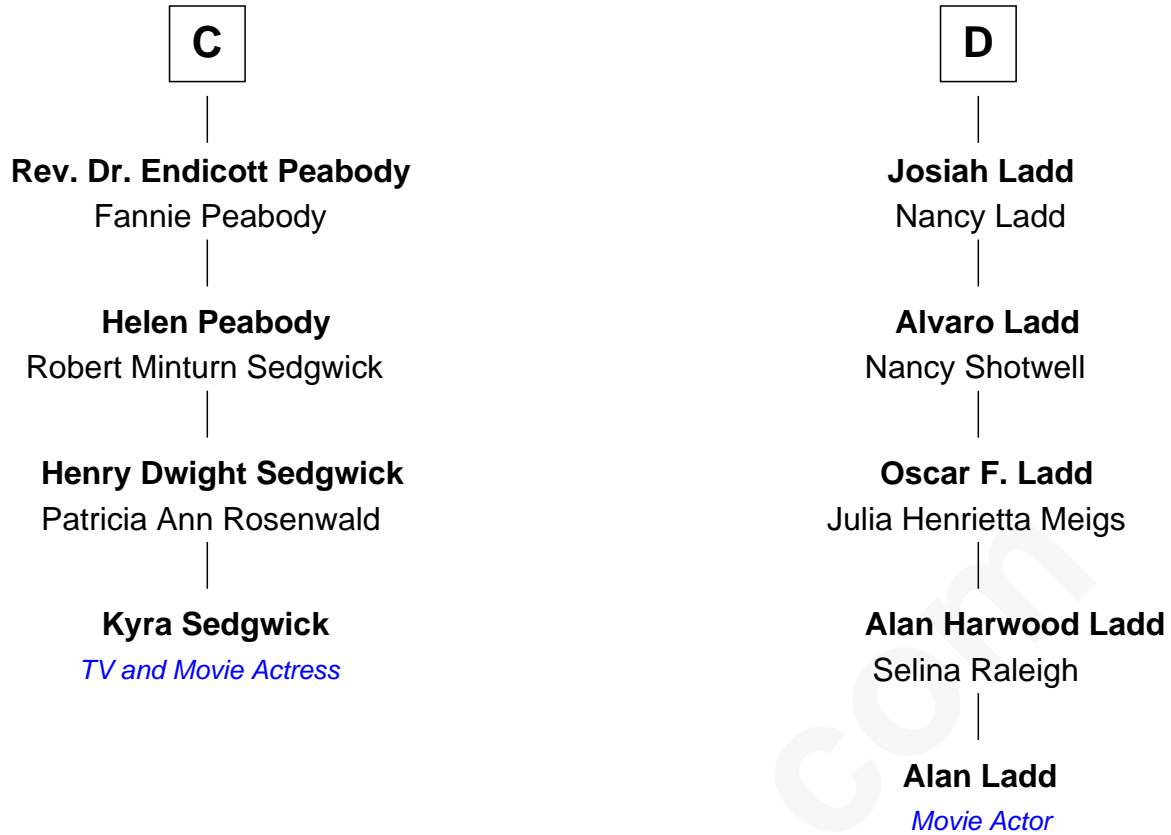 C
Rev. Dr. Endicott Peabody
Fannie Peabody
Helen Peabody
Robert Minturn Sedgwick
Henry Dwight Sedgwick
Patricia Ann Rosenwald
Kyra Sedgwick
TV and Movie Actress
D
Josiah Ladd
Nancy Ladd
Alvaro Ladd
Nancy Shotwell
Oscar F. Ladd
Julia Henrietta Meigs
Alan Harwood Ladd
Selina Raleigh
Alan Ladd
Movie Actor
com